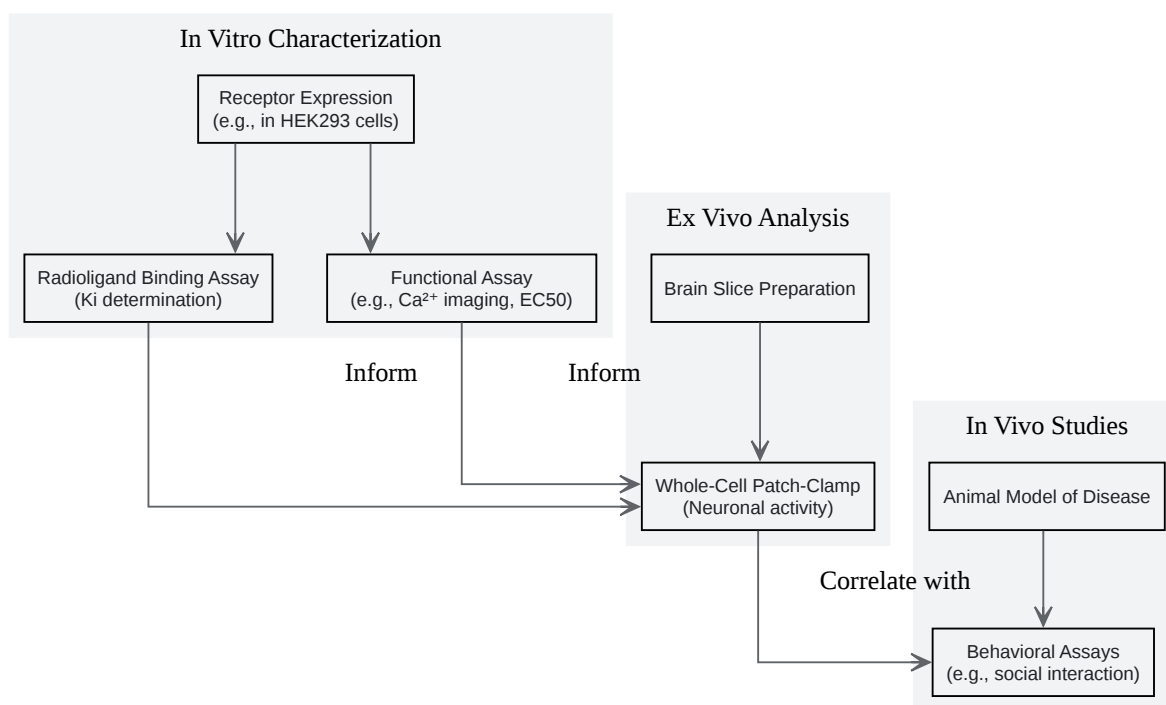 In Vitro Characterization
Receptor Expression
(e.g., in HEK293 cells)
Radioligand Binding Assay
(Ki determination)
Functional Assay
(e.g., Ca²⁺ imaging, EC50)
Inform
Inform
Ex Vivo Analysis
Brain Slice Preparation
Whole-Cell Patch-Clamp
(Neuronal activity)
Correlate with
In Vivo Studies
Animal Model of Disease
Behavioral Assays
(e.g., social interaction)